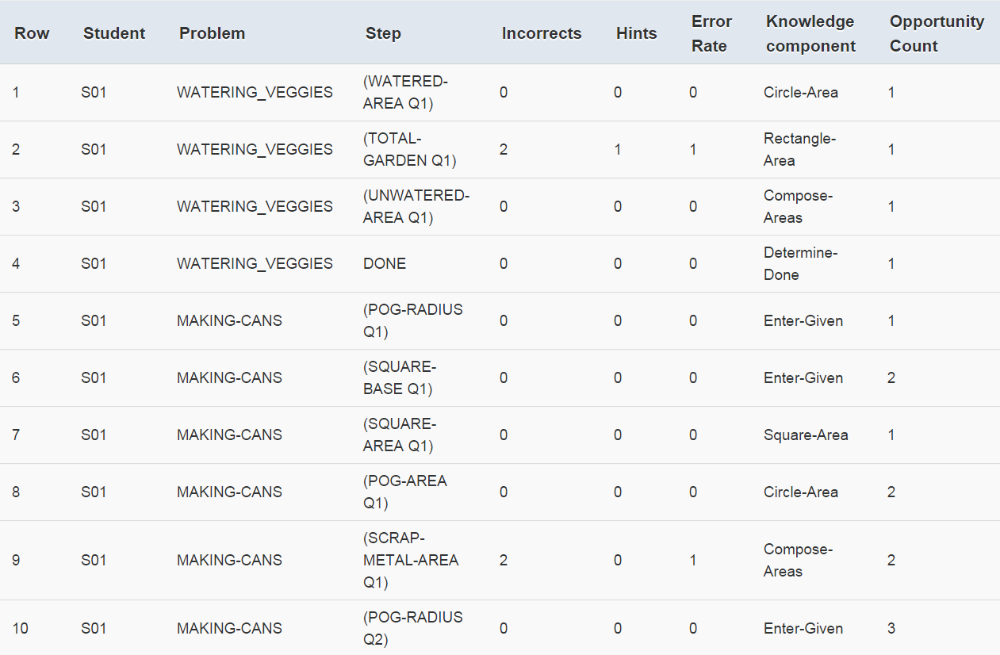 Row Student Problem Step Incorrects Hints Error Rate Knowledge component Opportunity Count
1 S01 WATERING_VEGGIES (WATERED-AREA Q1) 0 0 0 Circle-Area 1
2 S01 WATERING_VEGGIES (TOTAL-GARDEN Q1) 2 1 1 Rectangle-Area 1
3 S01 WATERING_VEGGIES (UNWATERED-AREA Q1) 0 0 0 Compose-Areas 1
4 S01 WATERING_VEGGIES DONE 0 0 0 Determine-Done 1
5 S01 MAKING-CANS (POG-RADIUS Q1) 0 0 0 Enter-Given 1
6 S01 MAKING-CANS (SQUARE-BASE Q1) 0 0 0 Enter-Given 2
7 S01 MAKING-CANS (SQUARE-AREA Q1) 0 0 0 Square-Area 1
8 S01 MAKING-CANS (POG-AREA Q1) 0 0 0 Circle-Area 2
9 S01 MAKING-CANS (SCRAP-METAL-AREA Q1) 2 0 1 Compose-Areas 2
10 S01 MAKING-CANS (POG-RADIUS Q2) 0 0 0 Enter-Given 3